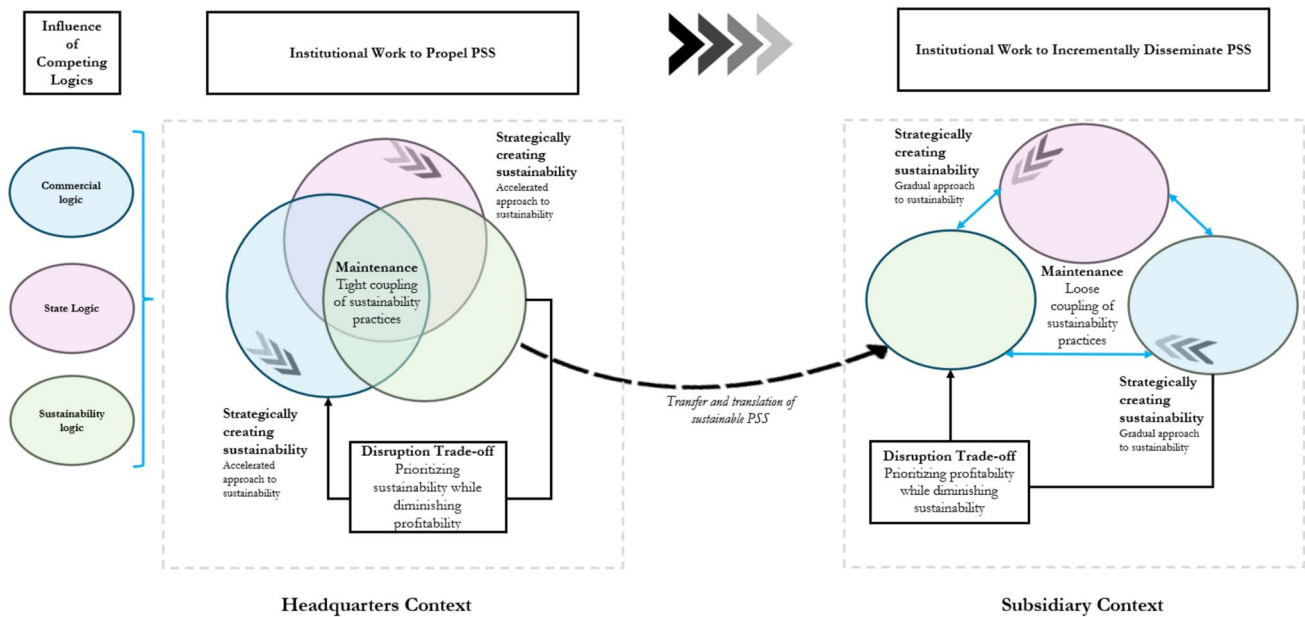 Influence
of
Competing
Logics
Institutional Work to Propel PSS
Institutional Work to Incrementally Disseminate PSS
Commercial
logic
State Logic
Sustainability
logic
Strategically
creating
sustainability
Accelerated
approach to
sustainability
Maintenance
Tight coupling
of sustainability
practices
Strategically
creating
sustainability
Accelerated
approach to
sustainability
Disruption Trade-off
Prioritizing
sustainability while
diminishing
profitability
Transfer and translation of
sustainable PSS
Strategically
creating
sustainability
Gradual approach
to sustainability
Maintenance
Loose
coupling of
sustainability
practices
Strategically
creating
sustainability
Gradual approach
to sustainability
Disruption Trade-off
Prioritizing profitability
while diminishing
sustainability
Headquarters Context
Subsidiary Context